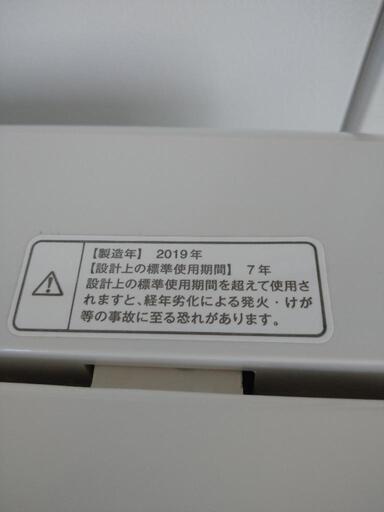 【製造年】 2019年
【設計上の標準使用期間】 7年
設計上の標準使用期間を超えて使用さ
れますと、経年劣化による発火・けが
等の事故に至る恐れがあります。